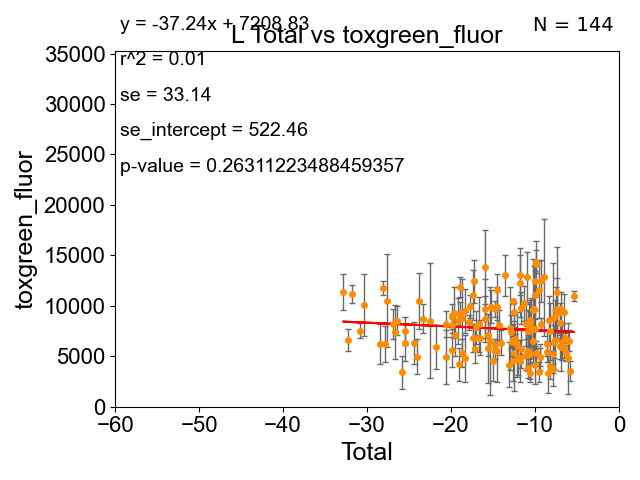 y = -37.24x + 7208.83
N = 144
L Total vs toxgreen_fluor
r^2 = 0.01
se = 33.14
se_intercept = 522.46
p-value = 0.26311223488459357
35000
30000
25000
20000
15000
10000
5000
0
toxgreen_fluor
−60 −50 −40 −30 −20 −10 0
Total